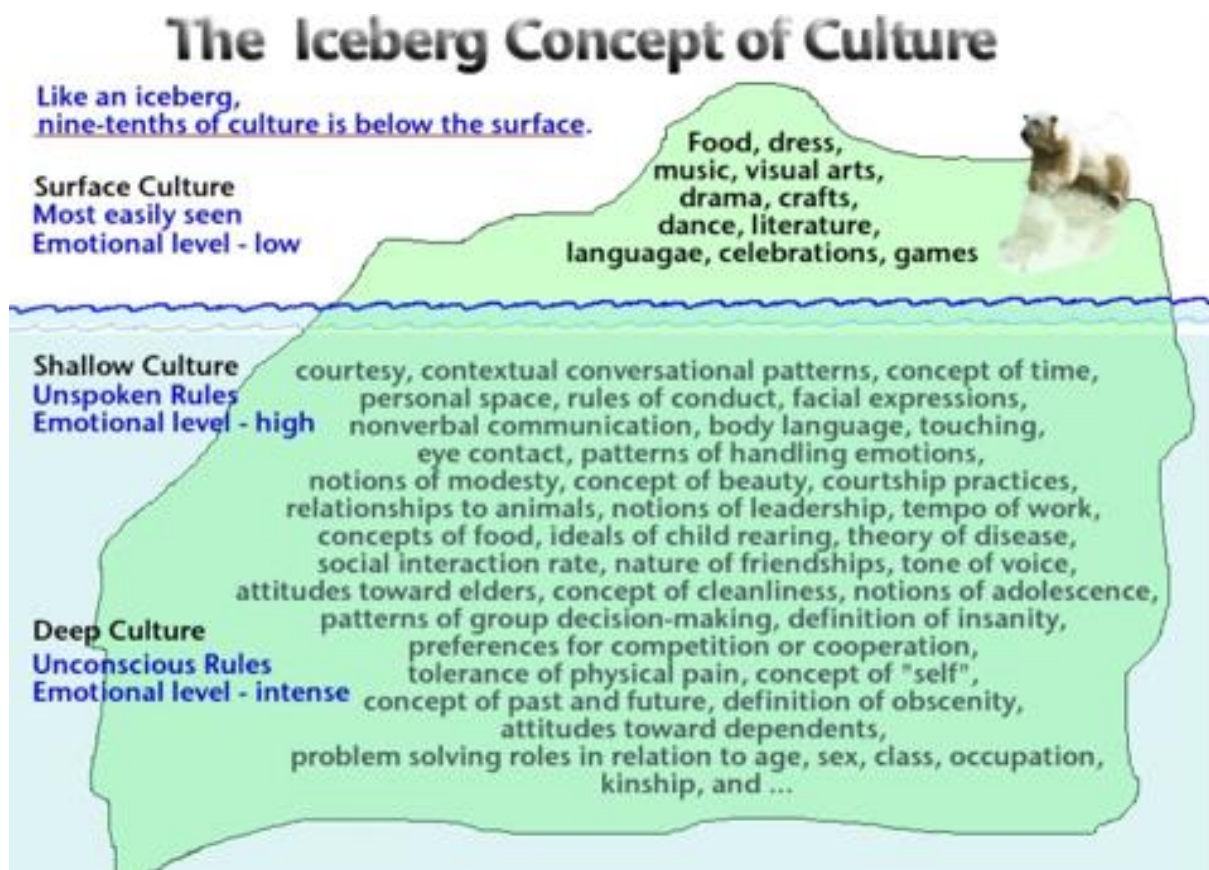 The Iceberg Concept of Culture
Like an iceberg,
nine-tenths of culture is below the surface.
Surface Culture
Most easily seen
Emotional level - low
Food, dress,
music, visual arts,
drama, crafts,
dance, literature,
languagae, celebrations, games
Shallow Culture
Unspoken Rules
Emotional level - high
courtesy, contextual conversational patterns, concept of time,
personal space, rules of conduct, facial expressions,
nonverbal communication, body language, touching,
eye contact, patterns of handling emotions,
notions of modesty, concept of beauty, courtship practices,
relationships to animals, notions of leadership, tempo of work,
concepts of food, ideals of child rearing, theory of disease,
social interaction rate, nature of friendships, tone of voice,
attitudes toward elders, concept of cleanliness, notions of adolescence,
patterns of group decision-making, definition of insanity,
preferences for competition or cooperation,
tolerance of physical pain, concept of "self",
concept of past and future, definition of obscenity,
attitudes toward dependents,
problem solving roles in relation to age, sex, class, occupation,
kinship, and ...
Deep Culture
Unconscious Rules
Emotional level - intense